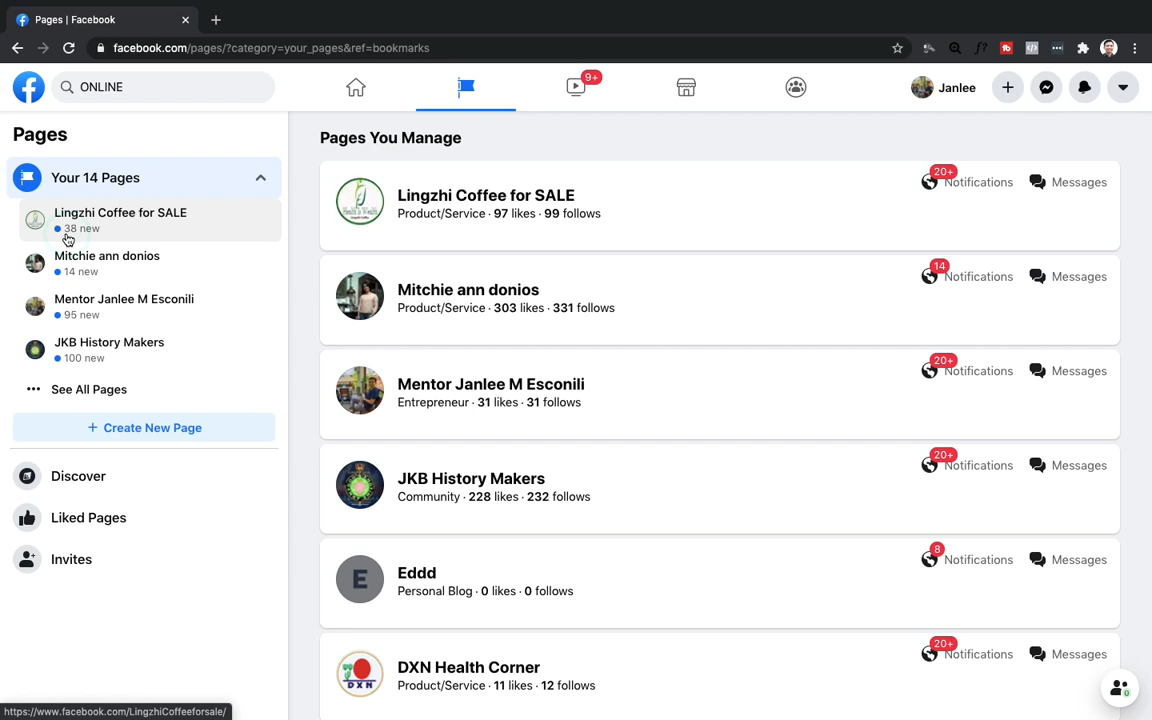 Pages | Facebook
facebook.com/pages/?category=your_pages&ref=bookmarks
ONLINE
9+
Janlee
Pages
Your 14 Pages
Lingzhi Coffee for SALE
38 new
Mitchie ann donios
14 new
Mentor Janlee M Esconili
95 new
JKB History Makers
100 new
See All Pages
+ Create New Page
Discover
Liked Pages
Invites
https://www.facebook.com/LingzhiCoffeeforsale/
Pages You Manage
Lingzhi Coffee for SALE
Product/Service · 97 likes · 99 follows
20+
Notifications
Messages
Mitchie ann donios
Product/Service · 303 likes · 331 follows
14
Notifications
Messages
Mentor Janlee M Esconili
Entrepreneur · 31 likes · 31 follows
20+
Notifications
Messages
JKB History Makers
Community · 228 likes · 232 follows
20+
Notifications
Messages
E
Eddd
Personal Blog · 0 likes · 0 follows
8
Notifications
Messages
DXN
DXN Health Corner
Product/Service · 11 likes · 12 follows
20+
Notifications
Messages
0